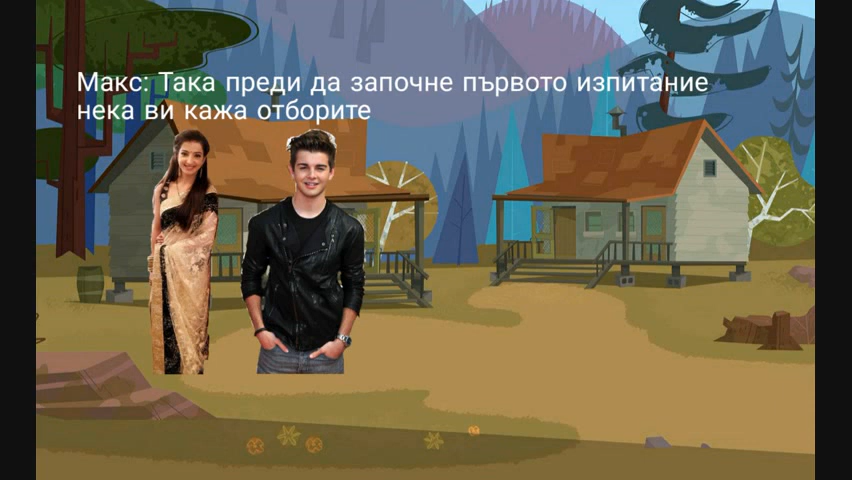 Макс: Така преди да започне първото изпитание
нека ви кажа отборите